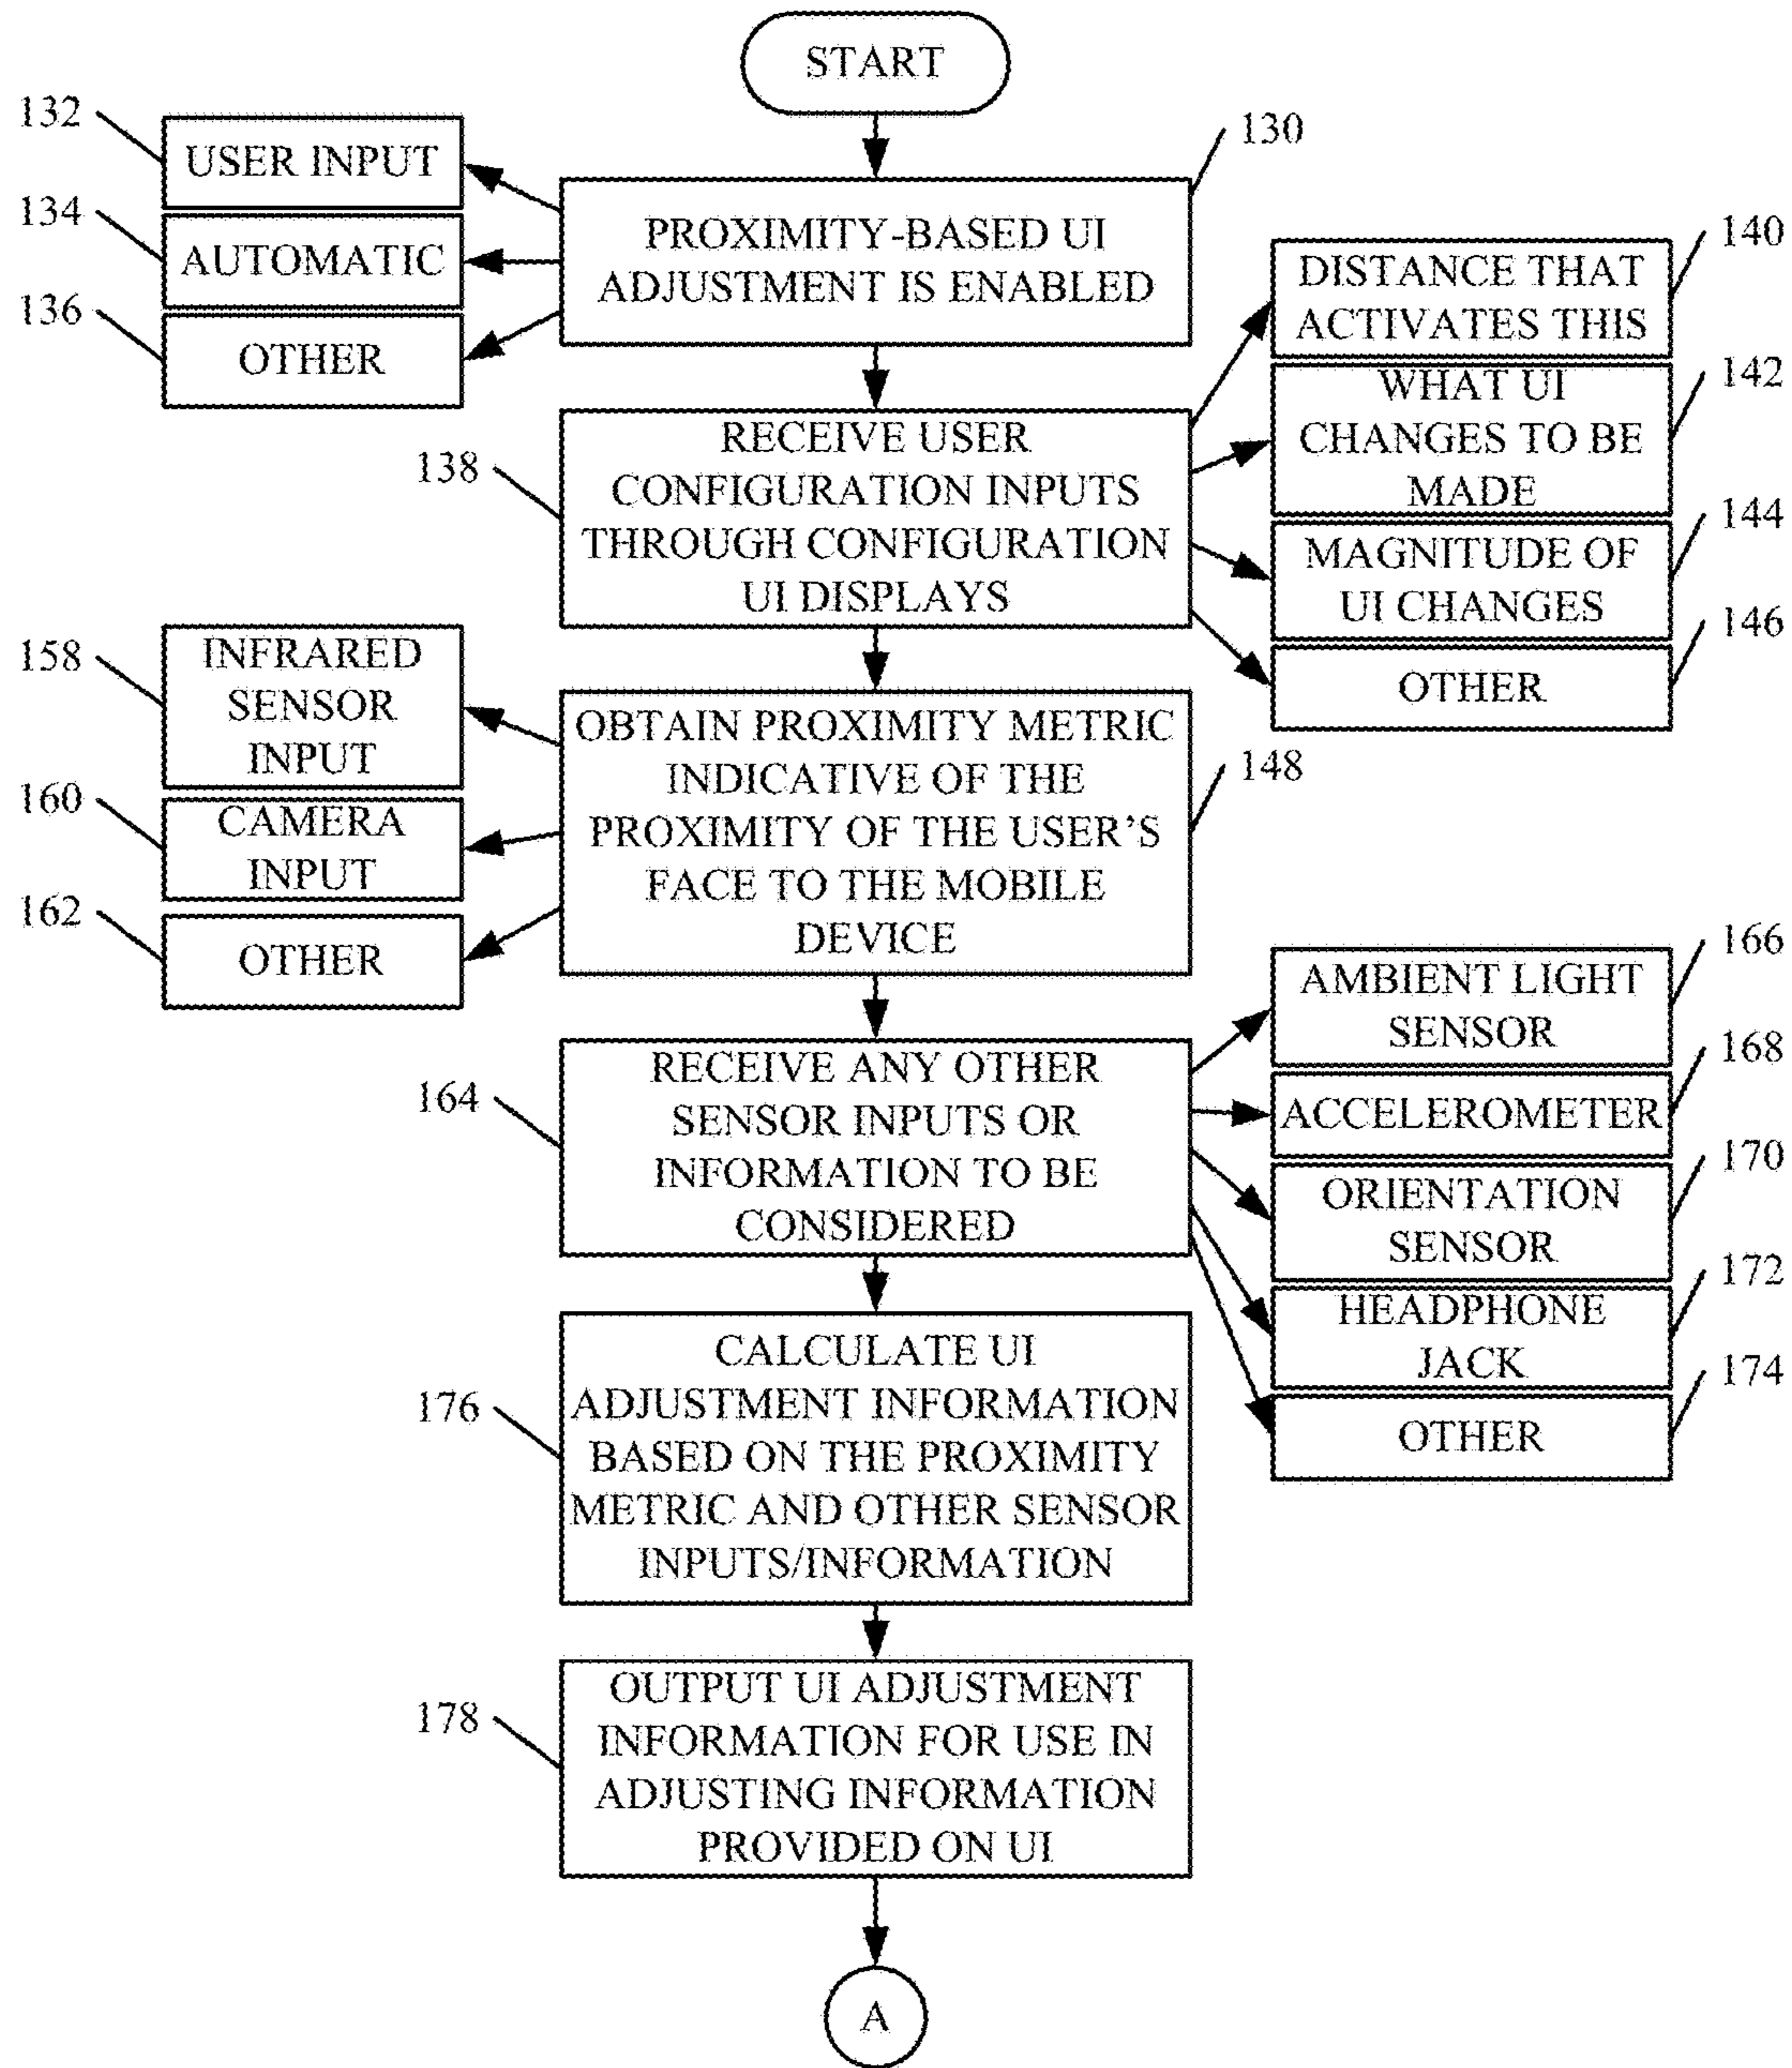 START
130
PROXIMITY-BASED UI
ADJUSTMENT IS ENABLED
132
USER INPUT
134
AUTOMATIC
136
OTHER
138
RECEIVE USER
CONFIGURATION INPUTS
THROUGH CONFIGURATION
UI DISPLAYS
140
DISTANCE THAT
ACTIVATES THIS
142
WHAT UI
CHANGES TO BE
MADE
144
MAGNITUDE OF
UI CHANGES
146
OTHER
148
OBTAIN PROXIMITY METRIC
INDICATIVE OF THE
PROXIMITY OF THE USER'S
FACE TO THE MOBILE
DEVICE
158
INFRARED
SENSOR
INPUT
160
CAMERA
INPUT
162
OTHER
164
RECEIVE ANY OTHER
SENSOR INPUTS OR
INFORMATION TO BE
CONSIDERED
166
AMBIENT LIGHT
SENSOR
168
ACCELEROMETER
170
ORIENTATION
SENSOR
172
HEADPHONE
JACK
174
OTHER
176
CALCULATE UI
ADJUSTMENT INFORMATION
BASED ON THE PROXIMITY
METRIC AND OTHER SENSOR
INPUTS/INFORMATION
178
OUTPUT UI ADJUSTMENT
INFORMATION FOR USE IN
ADJUSTING INFORMATION
PROVIDED ON UI
A